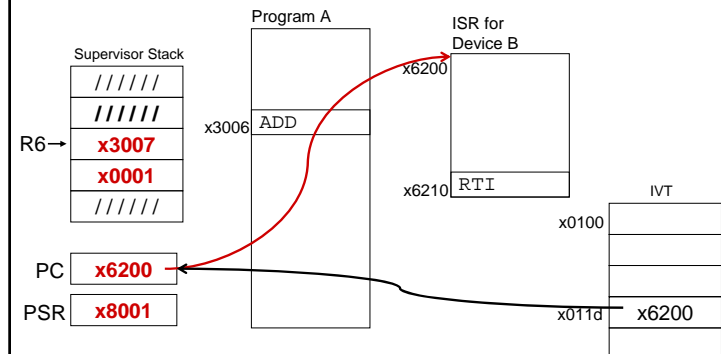 Program A
ISR for
Device B
Supervisor Stack
//////
//////
R6→ x3007
x0001
//////
x3006 ADD
x6200
x6210 RTI
IVT
x0100
x011d x6200
PC x6200
PSR x8001